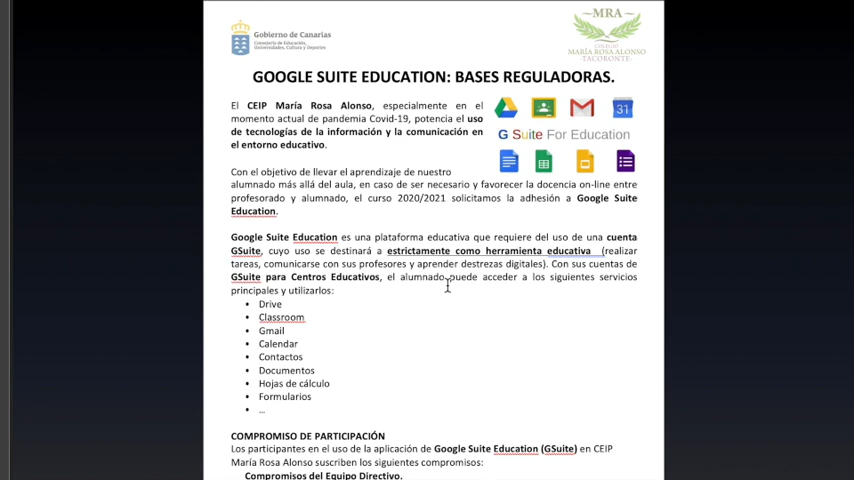 Gobierno de Canarias
Consejería de Educación,
Universidades, Cultura y Deportes
MRA
COLEGIO
MARÍA ROSA ALONSO
-TACORONTE-
GOOGLE SUITE EDUCATION: BASES REGULADORAS.
El CEIP María Rosa Alonso, especialmente en el
momento actual de pandemia Covid-19, potencia el uso
de tecnologías de la información y la comunicación en
el entorno educativo.
31
G Suite For Education
Con el objetivo de llevar el aprendizaje de nuestro
alumnado más allá del aula, en caso de ser necesario y favorecer la docencia on-line entre
profesorado y alumnado, el curso 2020/2021 solicitamos la adhesión a Google Suite
Education.
Google Suite Education es una plataforma educativa que requiere del uso de una cuenta
GSuite, cuyo uso se destinará a estrictamente como herramienta educativa (realizar
tareas, comunicarse con sus profesores y aprender destrezas digitales). Con sus cuentas de
GSuite para Centros Educativos, el alumnado puede acceder a los siguientes servicios
principales y utilizarlos:
• Drive
• Classroom
• Gmail
• Calendar
• Contactos
• Documentos
• Hojas de cálculo
• Formularios
• ...
COMPROMISO DE PARTICIPACIÓN
Los participantes en el uso de la aplicación de Google Suite Education (GSuite) en CEIP
María Rosa Alonso suscriben los siguientes compromisos:
Compromisos del Equipo Directivo.